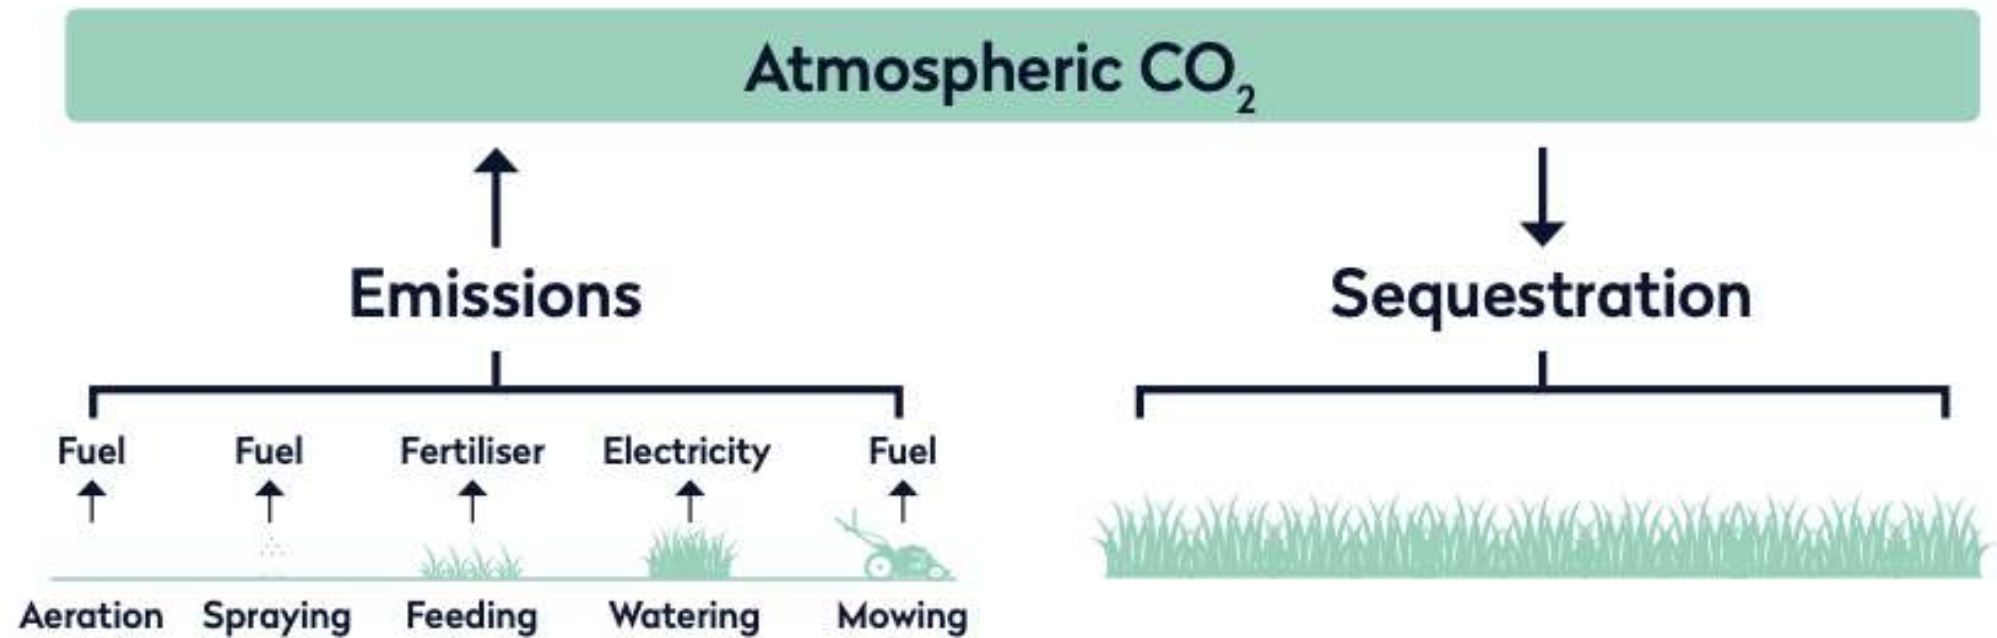 Atmospheric CO₂
Emissions
Sequestration
Fuel Fuel Fertiliser Electricity Fuel
Aeration Spraying Feeding Watering Mowing